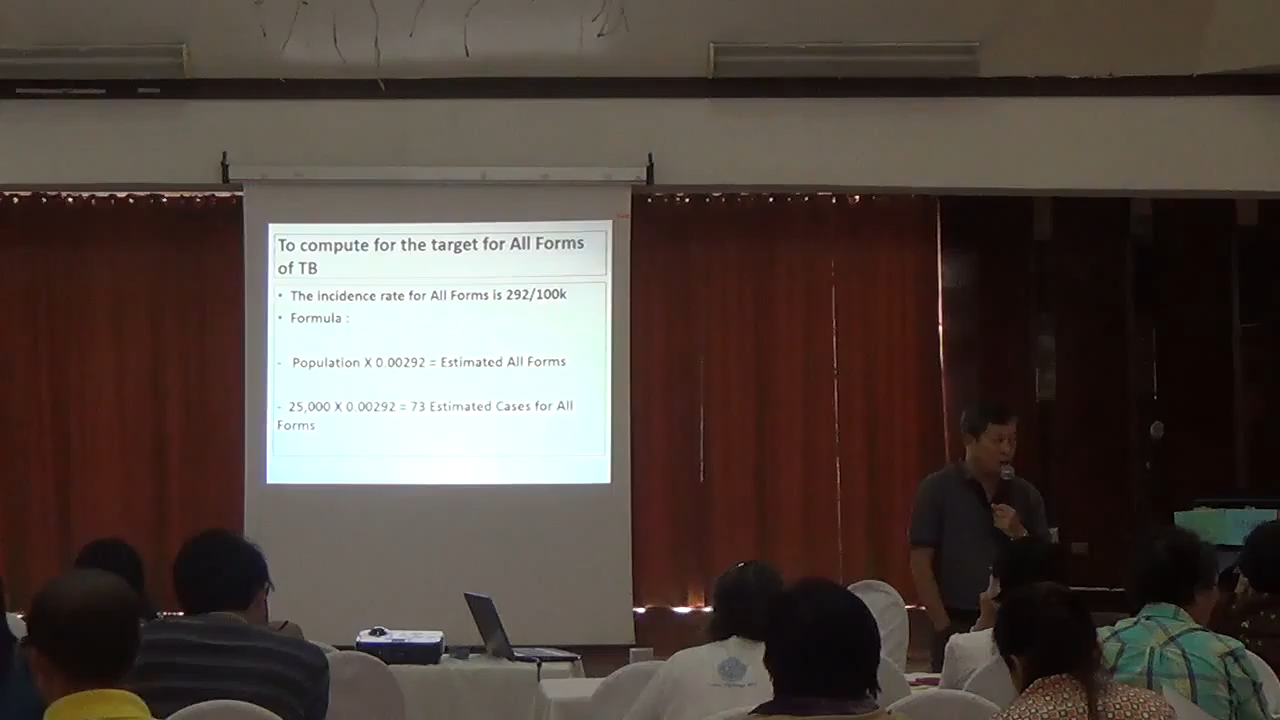 To compute for the target for All Forms
of TB
• The incidence rate for All Forms is 292/100k
• Formula :
- Population X 0.00292 = Estimated All Forms
- 25,000 X 0.00292 = 73 Estimated Cases for All
Forms